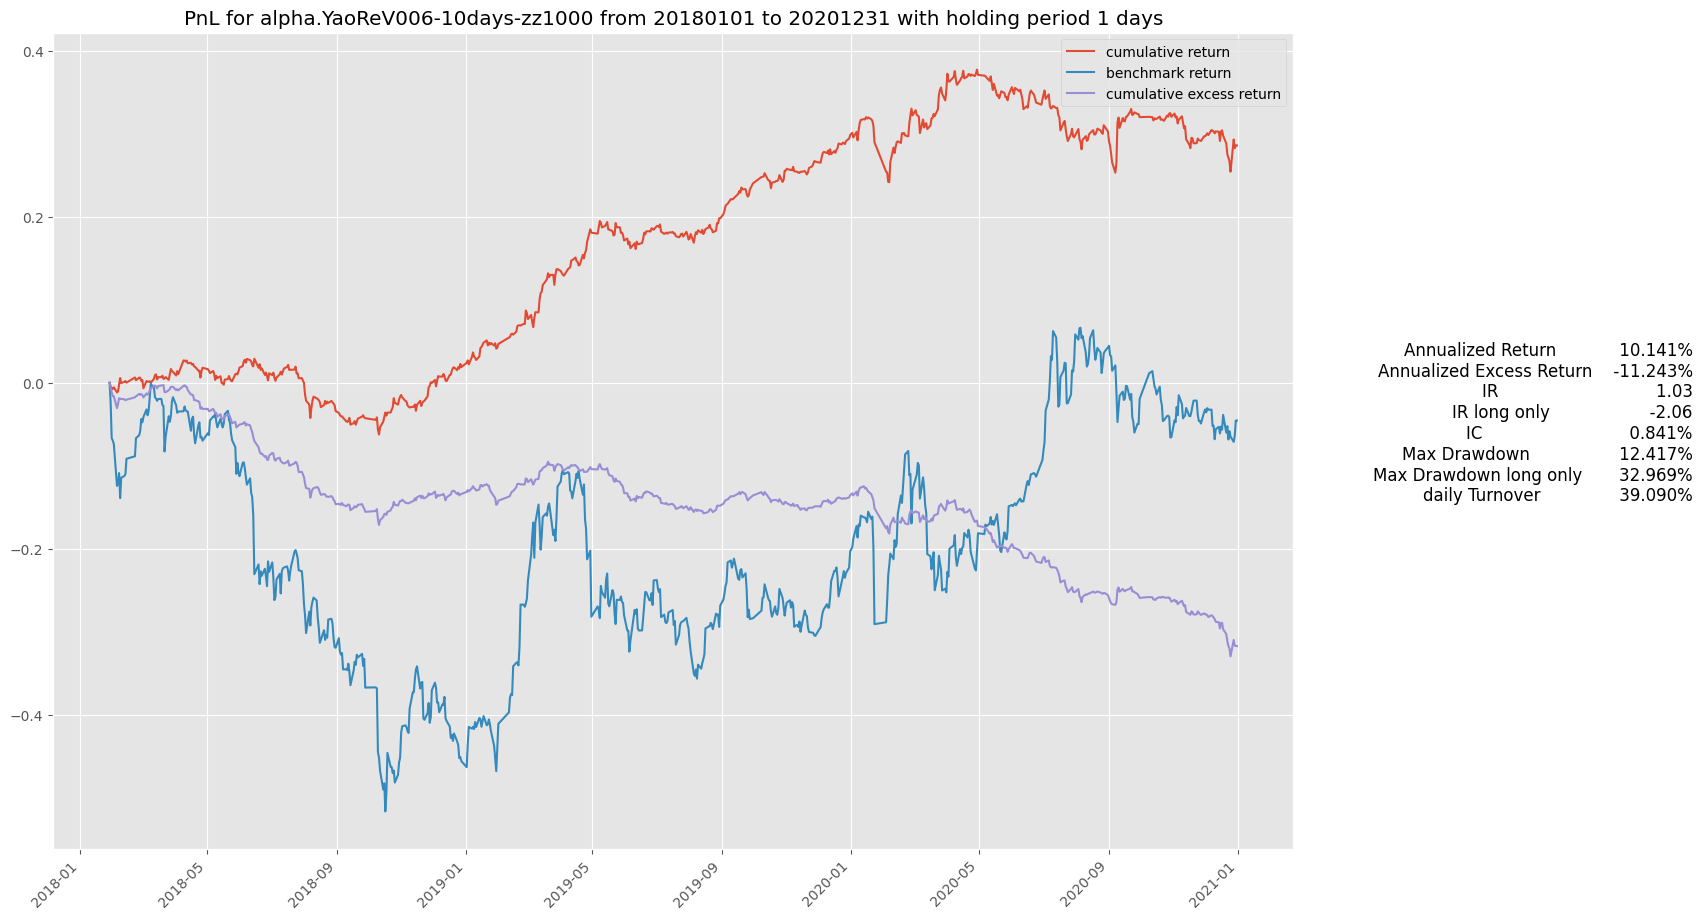 PnL for alpha.YaoReV006-10days-zz1000 from 20180101 to 20201231 with holding period 1 days
cumulative return
benchmark return
cumulative excess return
0.4
0.2
0.0
−0.2
−0.4
2018-01
2018-05
2018-09
2019-01
2019-05
2019-09
2020-01
2020-05
2020-09
2021-01
Annualized Return 10.141%
Annualized Excess Return -11.243%
IR 1.03
IR long only -2.06
IC 0.841%
Max Drawdown 12.417%
Max Drawdown long only 32.969%
daily Turnover 39.090%